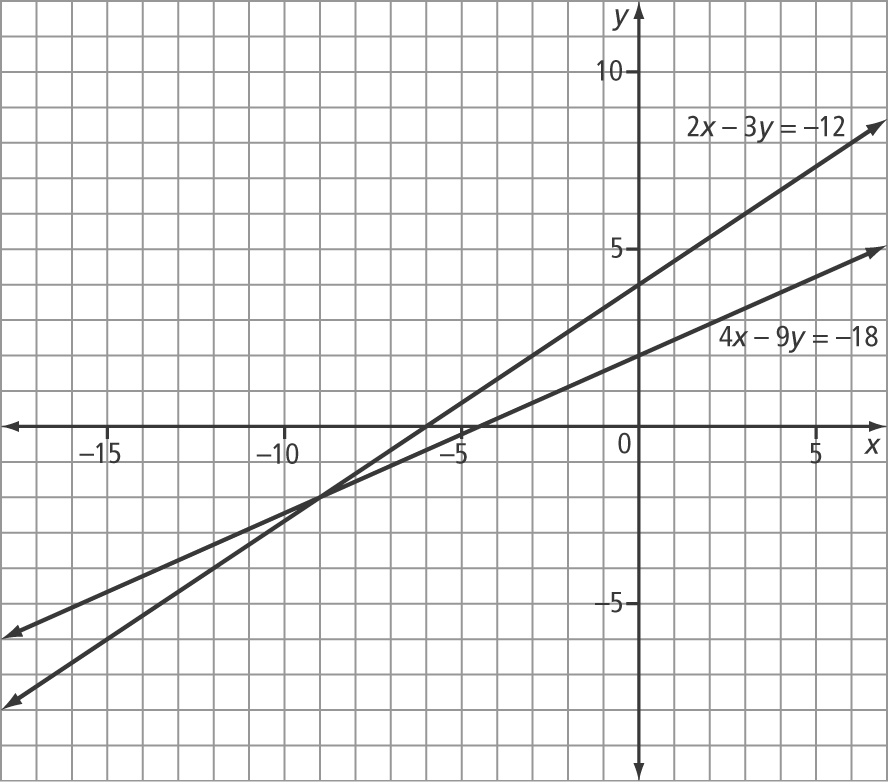 y
10
2x – 3y = –12
5
4x – 9y = –18
–15
–10
–5
0
5
x
–5